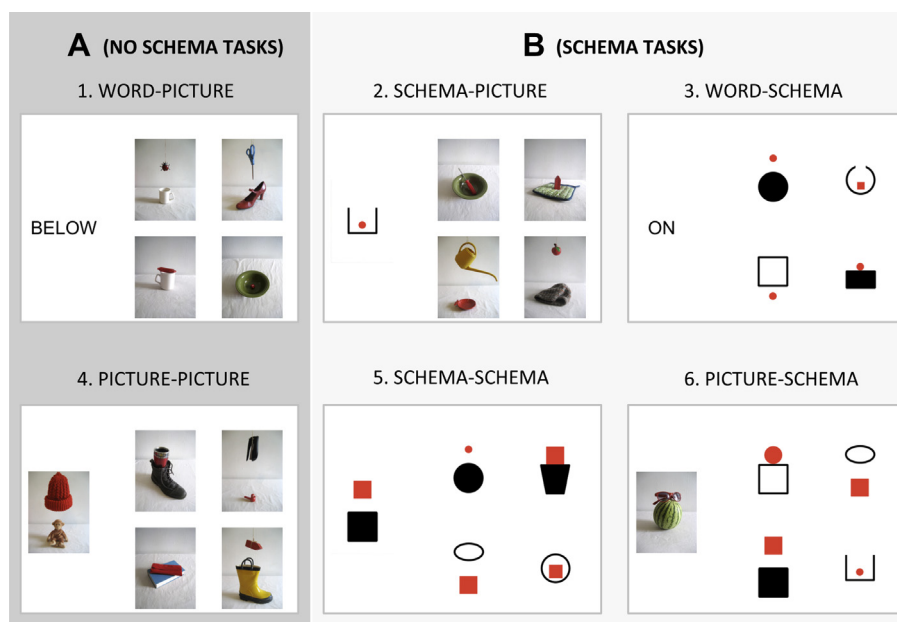 A (NO SCHEMA TASKS)
B (SCHEMA TASKS)
1. WORD-PICTURE
2. SCHEMA-PICTURE
3. WORD-SCHEMA
BELOW
ON
4. PICTURE-PICTURE
5. SCHEMA-SCHEMA
6. PICTURE-SCHEMA